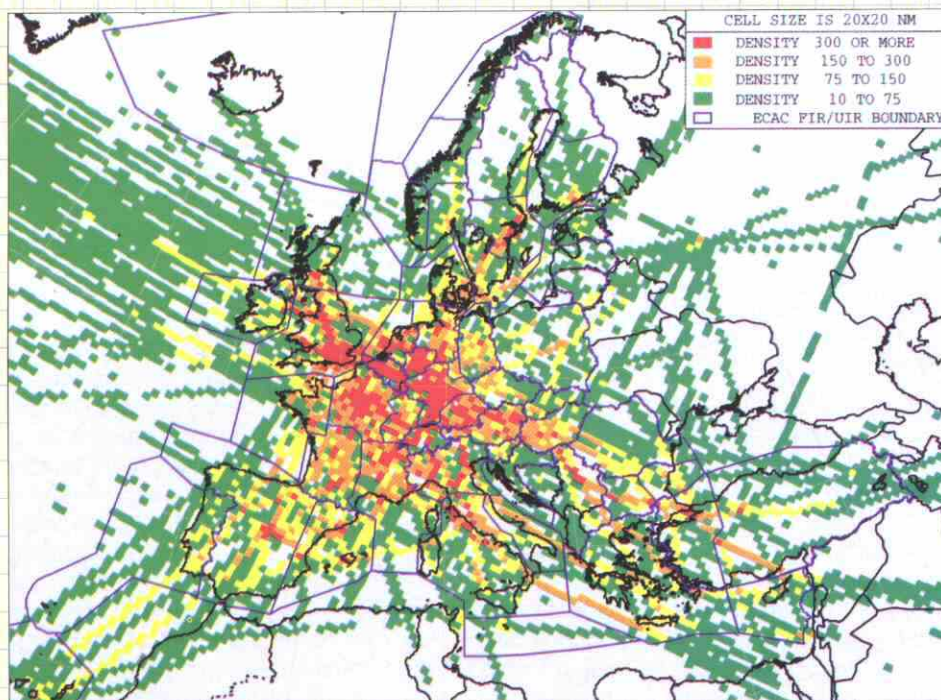 CELL SIZE IS 20X20 NM
DENSITY 300 OR MORE
DENSITY 150 TO 300
DENSITY 75 TO 150
DENSITY 10 TO 75
ECAC FIR/UIR BOUNDARY